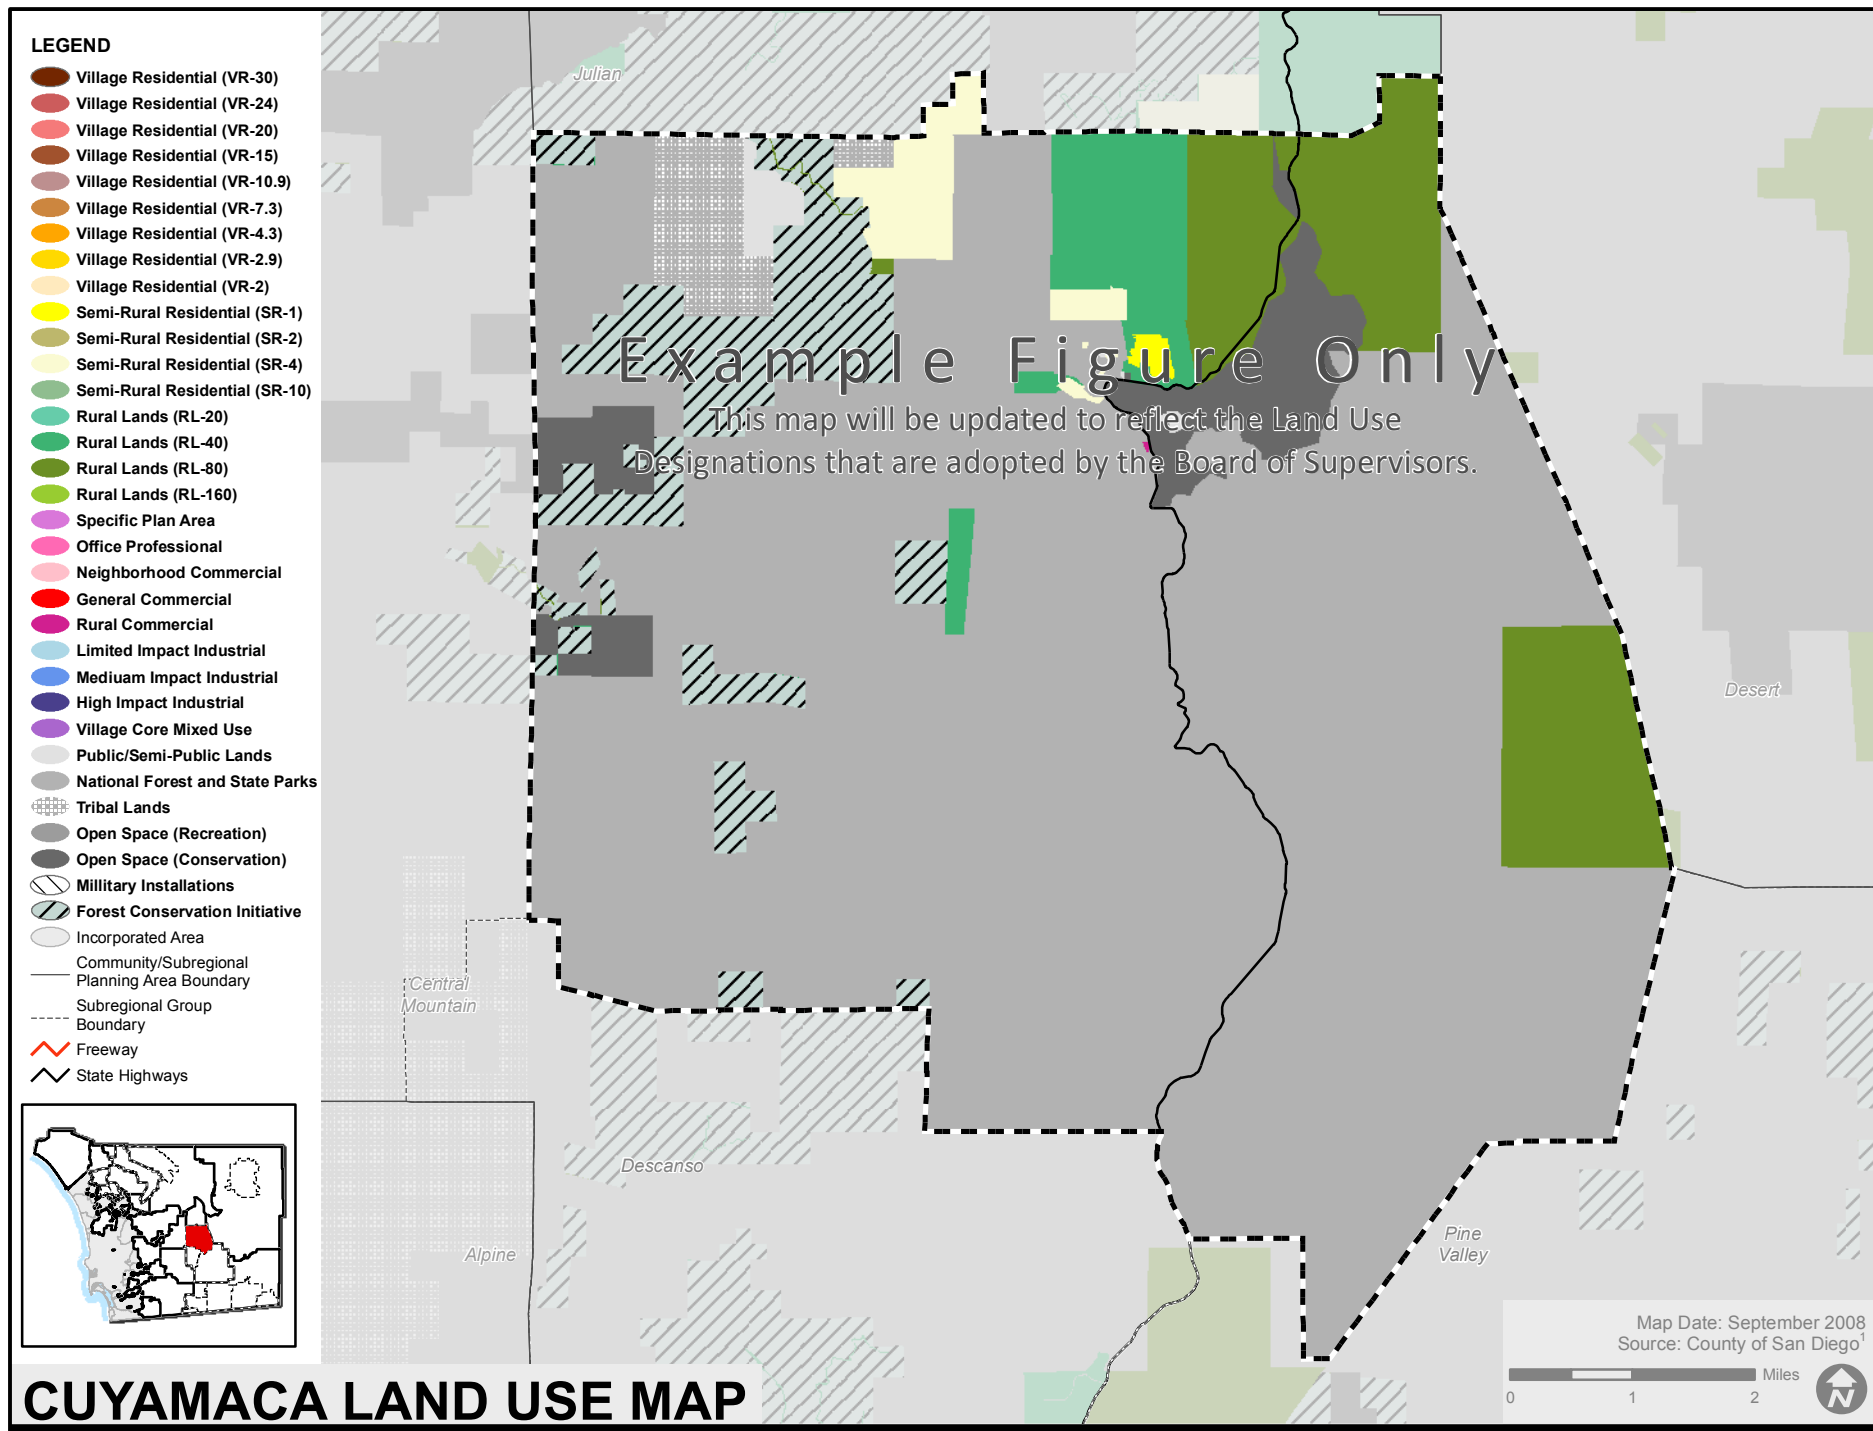 LEGEND
Village Residential (VR-30)
Village Residential (VR-24)
Village Residential (VR-20)
Village Residential (VR-15)
Village Residential (VR-10.9)
Village Residential (VR-7.3)
Village Residential (VR-4.3)
Village Residential (VR-2.9)
Village Residential (VR-2)
Semi-Rural Residential (SR-1)
Semi-Rural Residential (SR-2)
Semi-Rural Residential (SR-4)
Semi-Rural Residential (SR-10)
Rural Lands (RL-20)
Rural Lands (RL-40)
Rural Lands (RL-80)
Rural Lands (RL-160)
Specific Plan Area
Office Professional
Neighborhood Commercial
General Commercial
Rural Commercial
Limited Impact Industrial
Mediuam Impact Industrial
High Impact Industrial
Village Core Mixed Use
Public/Semi-Public Lands
National Forest and State Parks
Tribal Lands
Open Space (Recreation)
Open Space (Conservation)
Millitary Installations
Forest Conservation Initiative
Incorporated Area
Community/Subregional
Planning Area Boundary
Subregional Group
Boundary
Freeway
State Highways
Julian
Example Figure Only
This map will be updated to reflect the Land Use
Designations that are adopted by the Board of Supervisors.
Desert
Central
Mountain
Descanso
Alpine
Pine
Valley
Map Date: September 2008
Source: County of San Diego1
Miles
0 1 2
N
CUYAMACA LAND USE MAP